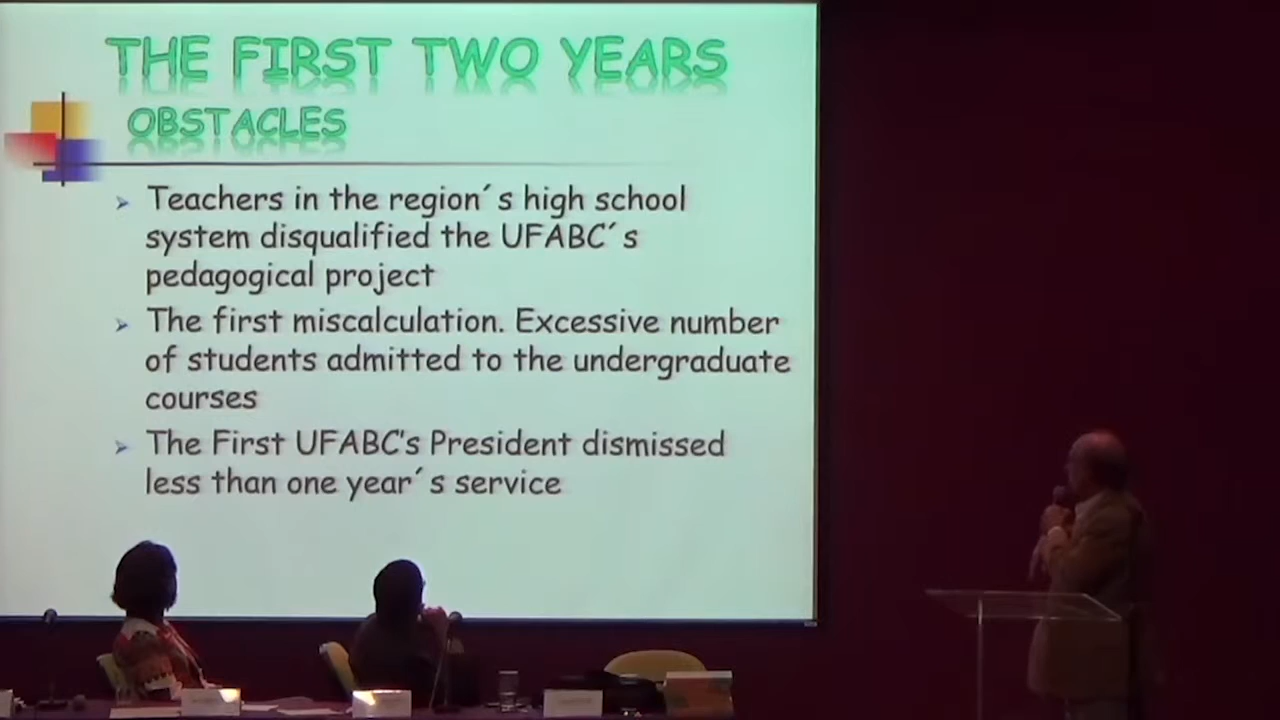 THE FIRST TWO YEARS
OBSTACLES
➢ Teachers in the region´s high school
system disqualified the UFABC´s
pedagogical project
➢ The first miscalculation. Excessive number
of students admitted to the undergraduate
courses
➢ The First UFABC's President dismissed
less than one year´s service